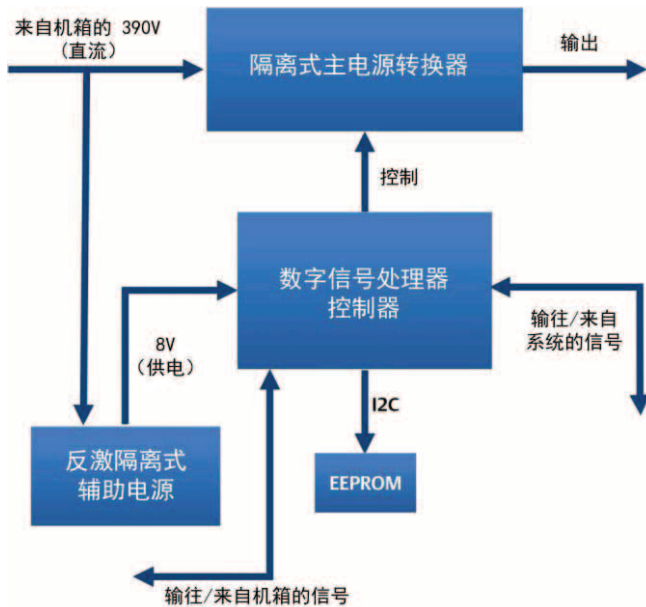 来自机箱的 390V
（直流）
隔离式主电源转换器
输出
控制
数字信号处理器
控制器
输往/来自
系统的信号
8V
（供电）
I2C
反激隔离式
辅助电源
EEPROM
输往/来自机箱的信号